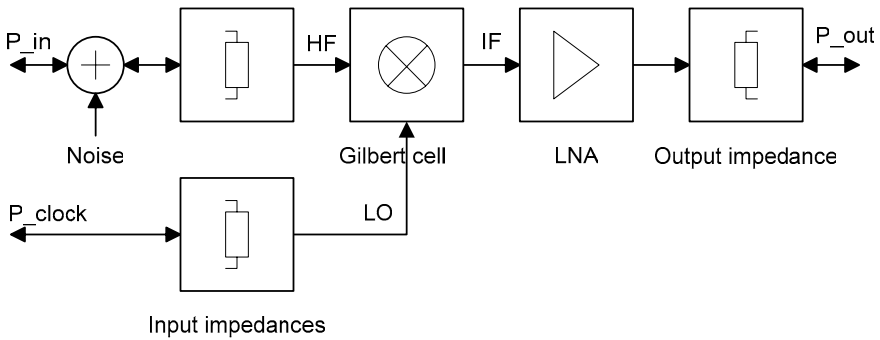 P_in
HF
IF
P_out
Noise
Gilbert cell
LNA
Output impedance
P_clock
LO
Input impedances